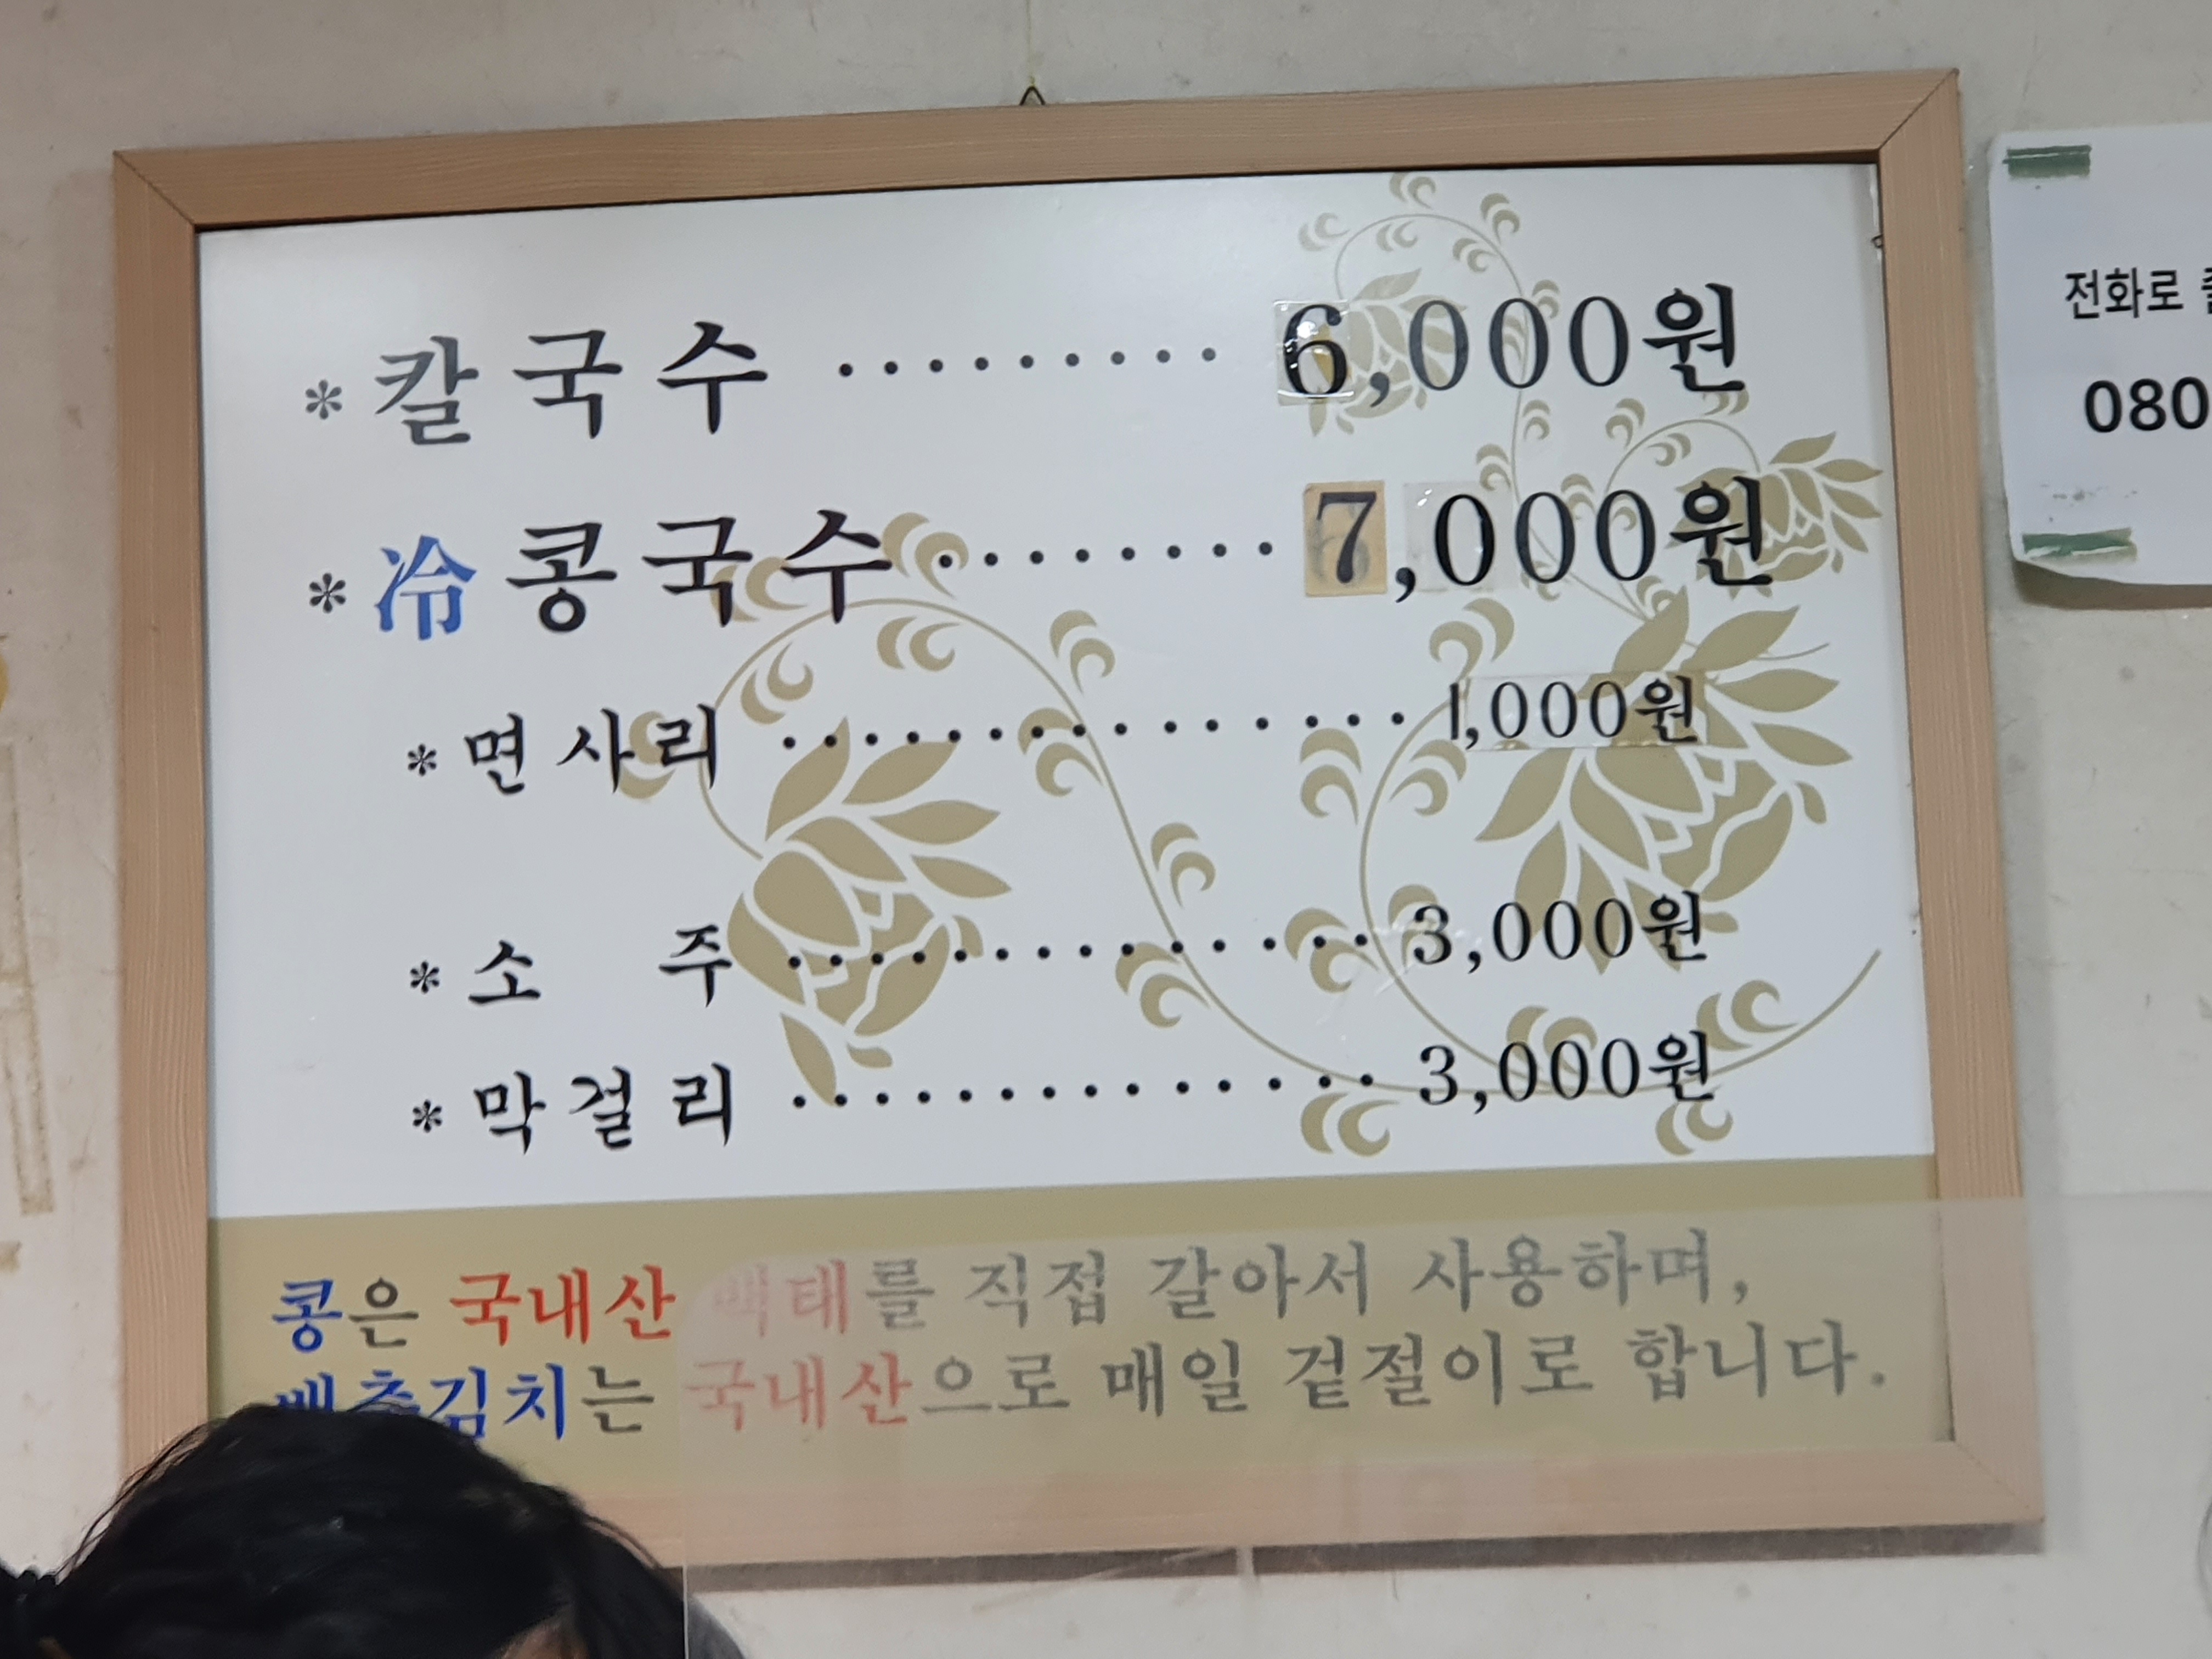 * 칼국수 ········· 6,000원
* 冷콩국수 ········ 7,000원
* 면사리 ················ 1,000원
* 소 주 ··············· 3,000원
* 막걸리 ··············· 3,000원
콩은 국내산 백태를 직접 갈아서 사용하며,
배추김치는 국내산으로 매일 겉절이로 합니다.
전화로
080